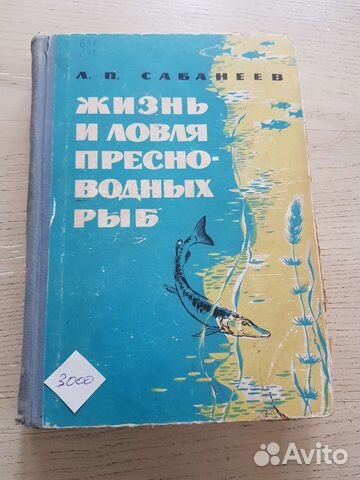 Л. П. САБАНЕЕВ
ЖИЗНЬ
И ЛОВЛЯ
ПРЕСНО-
ВОДНЫХ
РЫБ
3000
Avito